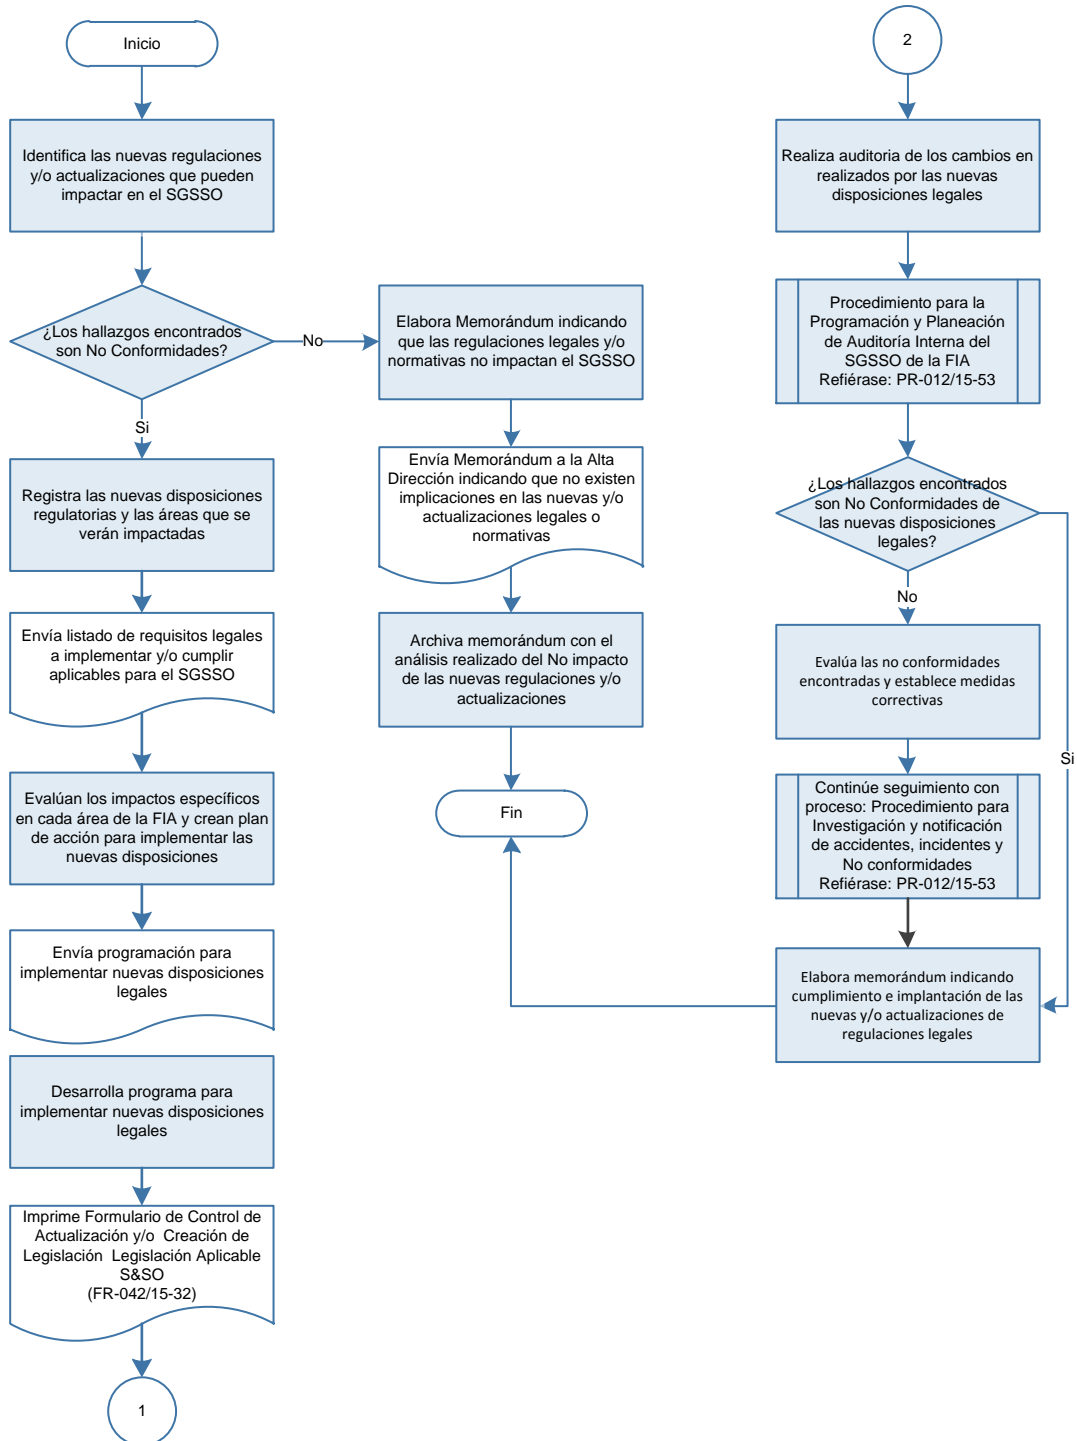 Inicio
Identifica las nuevas regulaciones
y/o actualizaciones que pueden
impactar en el SGSSO
¿Los hallazgos encontrados
son No Conformidades?
No
Si
Registra las nuevas disposiciones
regulatorias y las áreas que se
verán impactadas
Envía listado de requisitos legales
a implementar y/o cumplir
aplicables para el SGSSO
Evalúan los impactos específicos
en cada área de la FIA y crean plan
de acción para implementar las
nuevas disposiciones
Envía programación para
implementar nuevas disposiciones
legales
Desarrolla programa para
implementar nuevas disposiciones
legales
Imprime Formulario de Control de
Actualización y/o  Creación de
Legislación  Legislación Aplicable
S&SO
(FR-042/15-32)
1
Elabora Memorándum indicando
que las regulaciones legales y/o
normativas no impactan el SGSSO
Envía Memorándum a la Alta
Dirección indicando que no existen
implicaciones en las nuevas y/o
actualizaciones legales o
normativas
Archiva memorándum con el
análisis realizado del No impacto
de las nuevas regulaciones y/o
actualizaciones
Fin
2
Realiza auditoria de los cambios en
realizados por las nuevas
disposiciones legales
Procedimiento para la
Programación y Planeación
de Auditoría Interna del
SGSSO de la FIA
Refiérase: PR-012/15-53
¿Los hallazgos encontrados
son No Conformidades de
las nuevas disposiciones
legales?
No
Si
Evalúa las no conformidades
encontradas y establece medidas
correctivas
Continúe seguimiento con
proceso: Procedimiento para
Investigación y notificación
de accidentes, incidentes y
No conformidades
Refiérase: PR-012/15-53
Elabora memorándum indicando
cumplimiento e implantación de las
nuevas y/o actualizaciones de
regulaciones legales